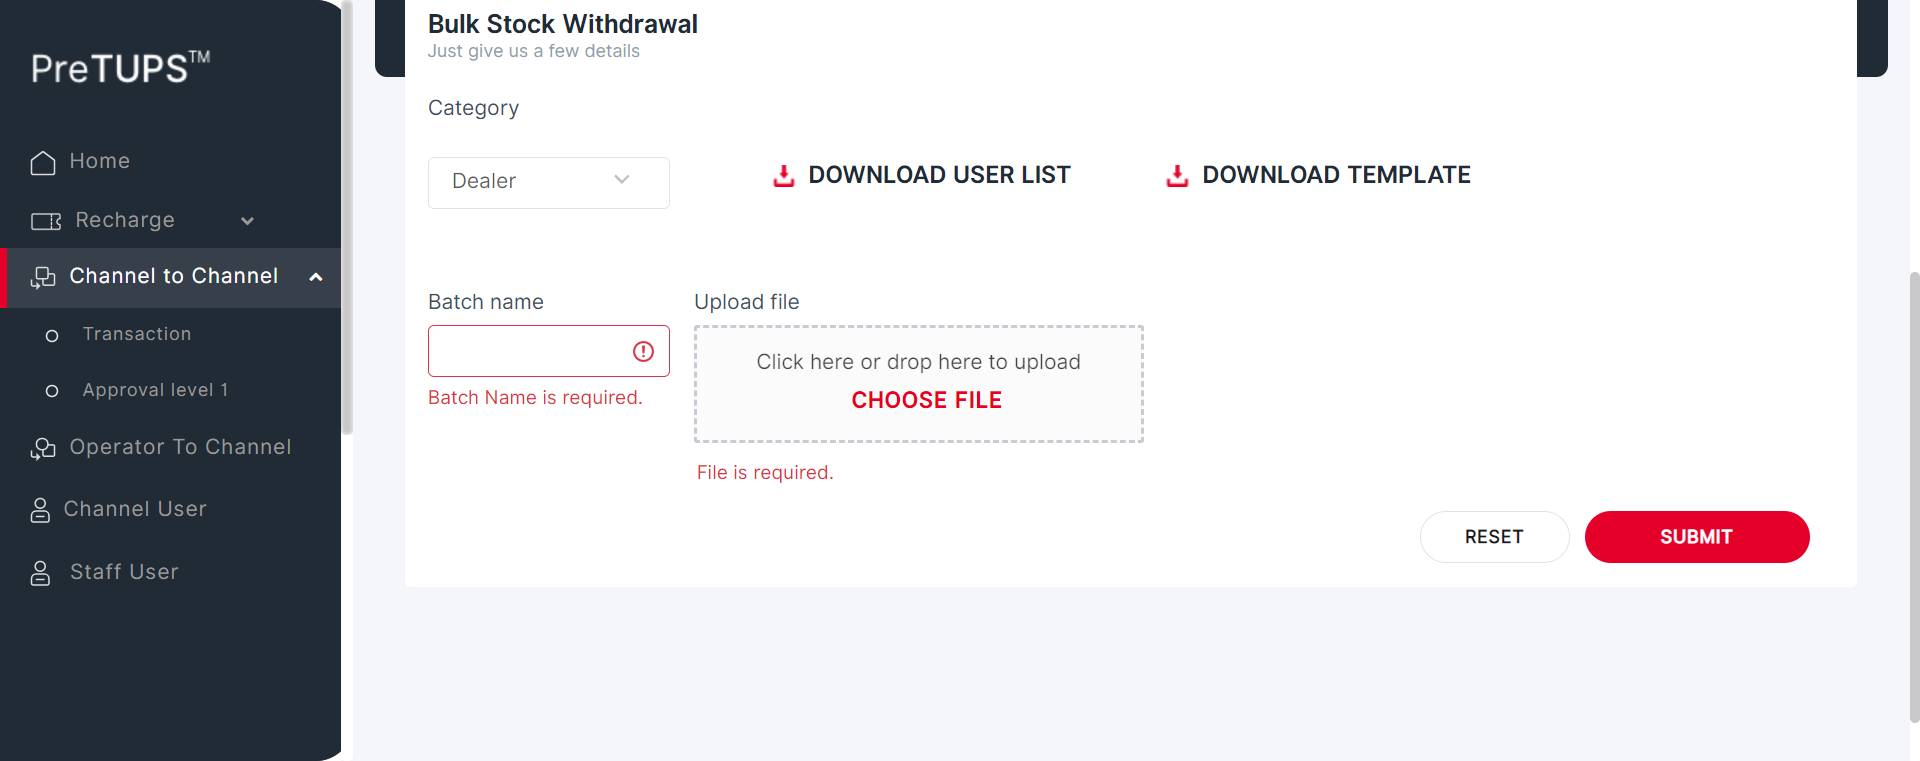 PreTUPS™
Home
Recharge
Channel to Channel
Transaction
Approval level 1
Operator To Channel
Channel User
Staff User
Bulk Stock Withdrawal
Just give us a few details
Category
Dealer
DOWNLOAD USER LIST
DOWNLOAD TEMPLATE
Batch name
Upload file
Click here or drop here to upload
CHOOSE FILE
Batch Name is required.
File is required.
RESET
SUBMIT